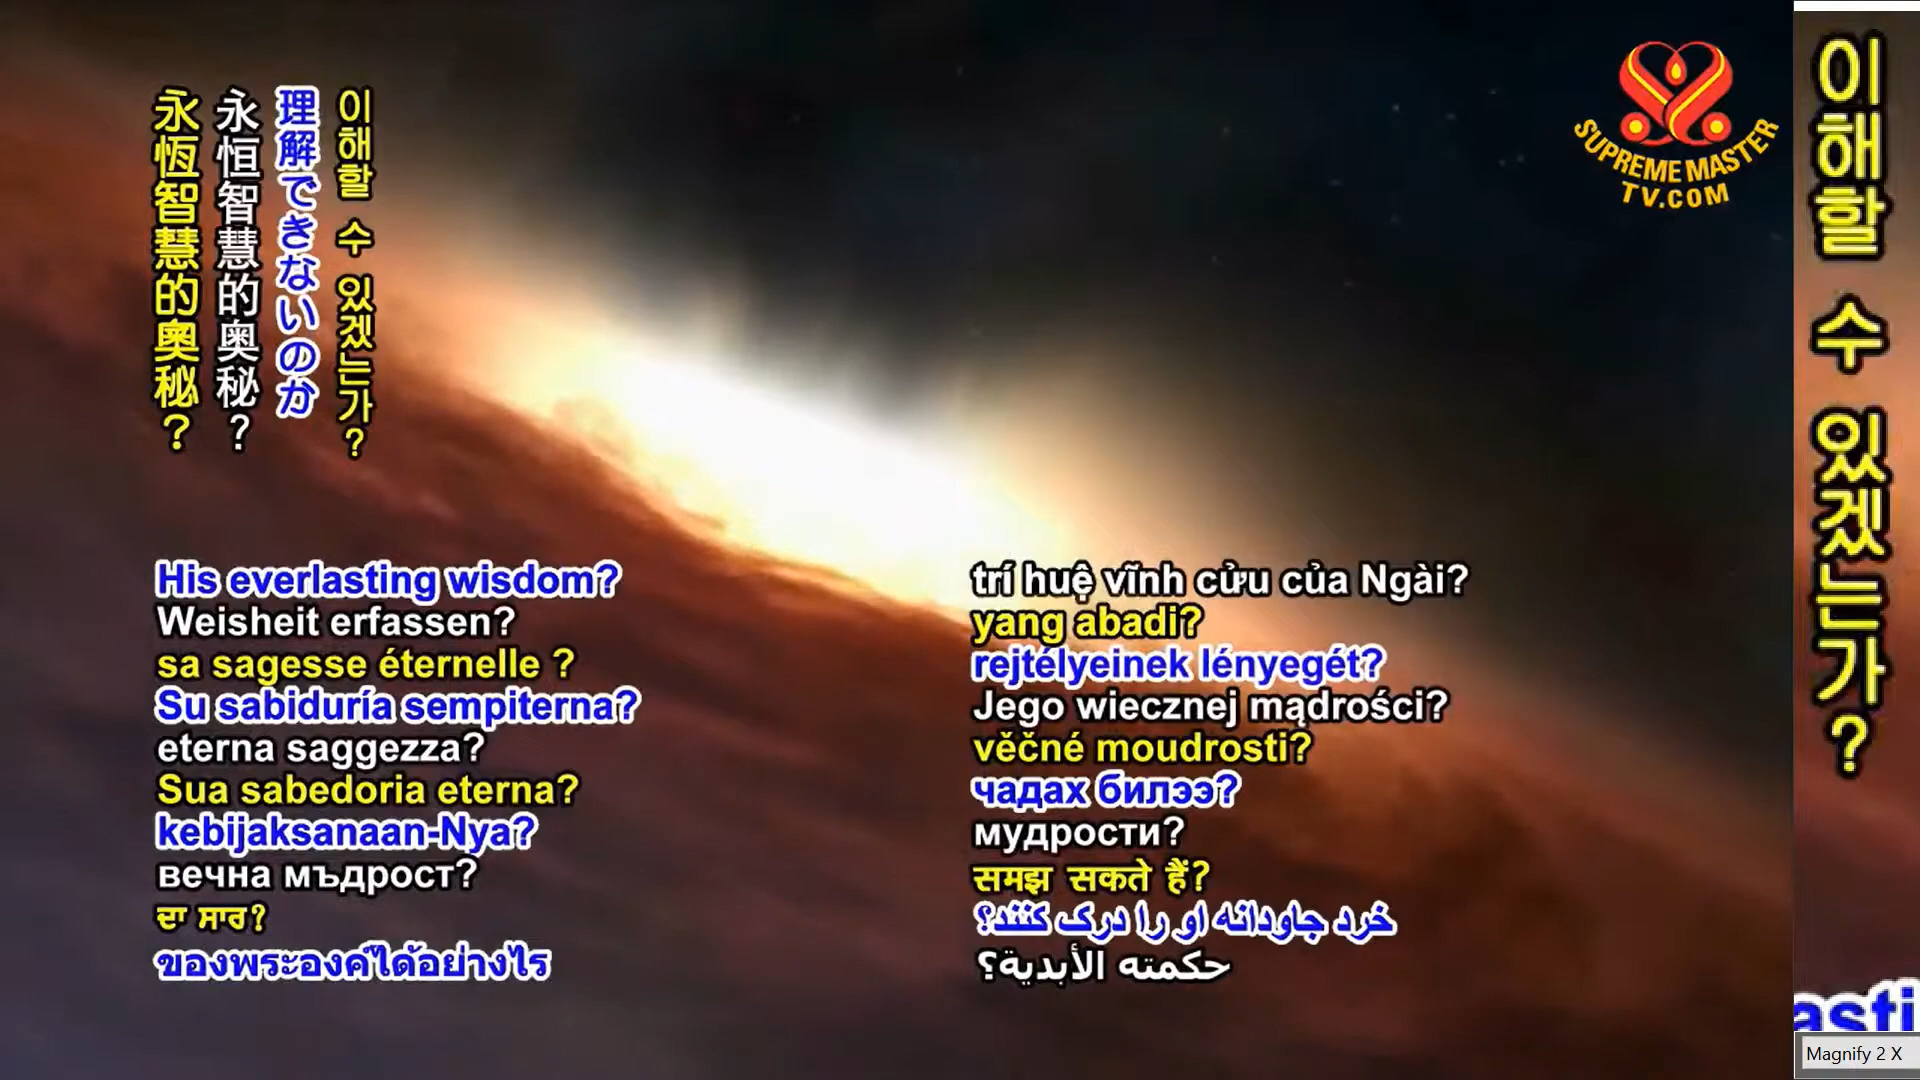 永恆智慧的奧秘？
永恒智慧的奥秘？
理解できないのか
이해할 수 있겠는가?
SUPREME MASTER
TV.COM
His everlasting wisdom?
Weisheit erfassen?
sa sagesse éternelle ?
Su sabiduría sempiterna?
eterna saggezza?
Sua sabedoria eterna?
kebijaksanaan-Nya?
вечна мъдрост?
ਦਾ ਸਾਰ?
ของพระองค์ได้อย่างไร
trí huệ vĩnh cửu của Ngài?
yang abadi?
rejtélyeinek lényegét?
Jego wiecznej mądrości?
věčné moudrosti?
чадах билээ?
мудрости?
समझ सकते हैं?
خرد جاودانه او را درک کنند؟
حكمته الأبدية؟
이해할 수 있겠는가?
asti
Magnify 2 X